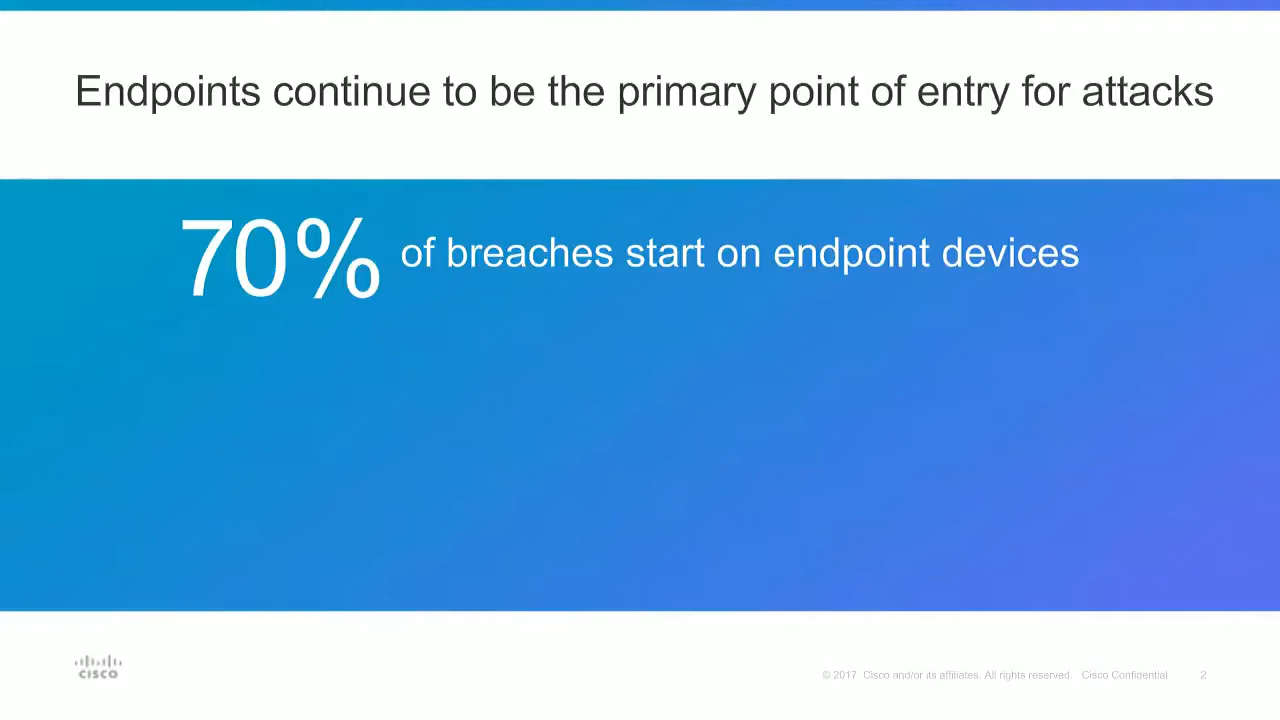 Endpoints continue to be the primary point of entry for attacks
70% of breaches start on endpoint devices
cisco
© 2017 Cisco and/or its affiliates. All rights reserved. Cisco Confidential 2